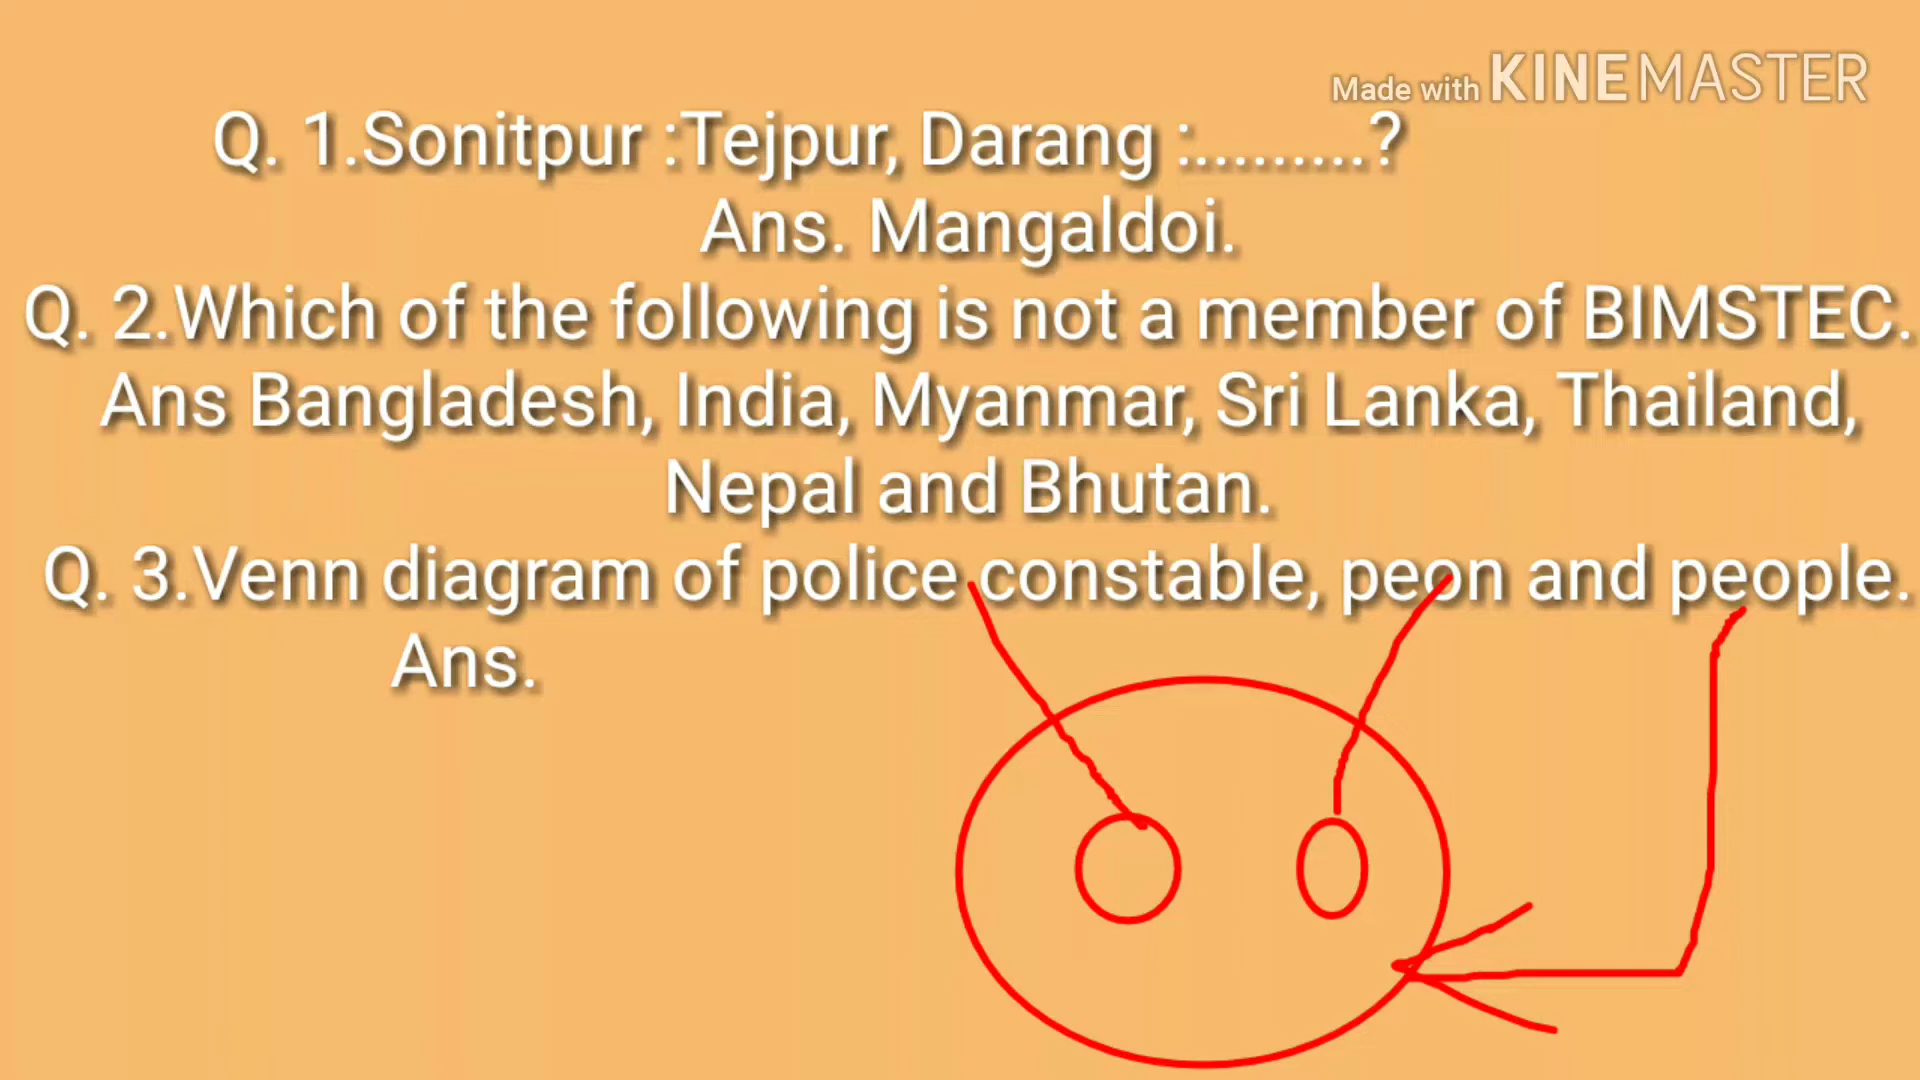 Made with KINEMASTER
Q. 1.Sonitpur :Tejpur, Darang :..........?
Ans. Mangaldoi.
Q. 2.Which of the following is not a member of BIMSTEC.
Ans Bangladesh, India, Myanmar, Sri Lanka, Thailand,
Nepal and Bhutan.
Q. 3.Venn diagram of police constable, peon and people.
Ans.